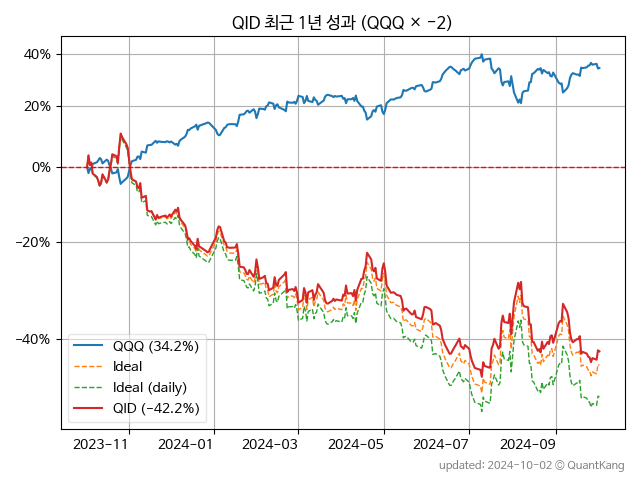 QID 최근 1년 성과 (QQQ × −2)
40%
20%
0%
−20%
−40%
QQQ (34.2%)
Ideal
Ideal (daily)
QID (−42.2%)
2023-11 2024-01 2024-03 2024-05 2024-07 2024-09
updated: 2024-10-02 © QuantKang